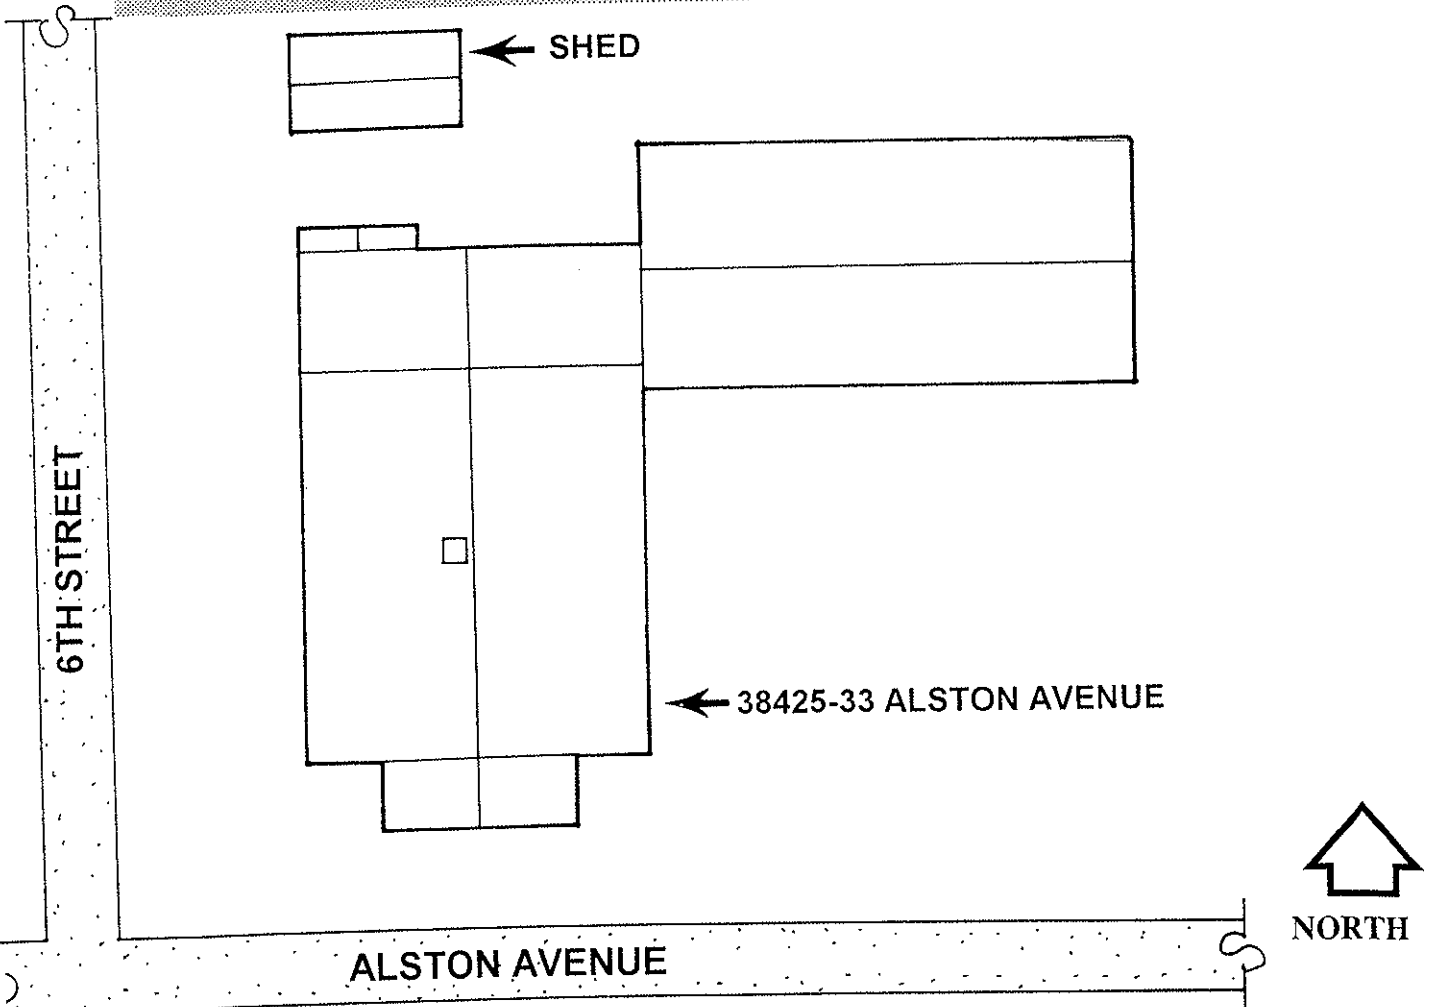 SHED
6TH STREET
38425-33 ALSTON AVENUE
NORTH
ALSTON AVENUE